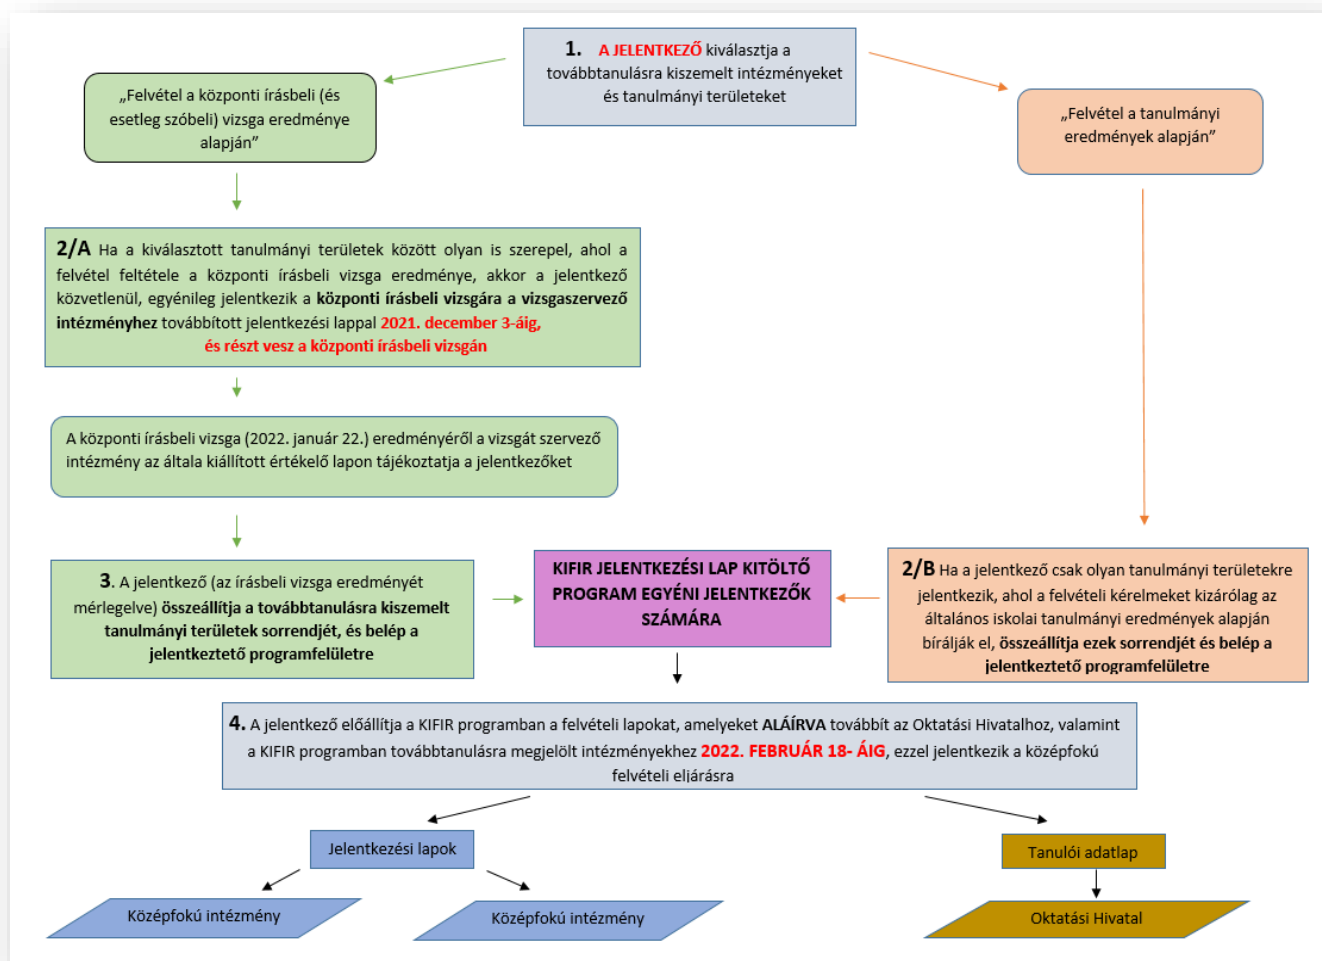 1. A JELENTKEZŐ kiválasztja a
továbbtanulásra kiszemelt intézményeket
és tanulmányi területeket
„Felvétel a központi írásbeli (és
esetleg szóbeli) vizsga eredménye
alapján”
„Felvétel a tanulmányi
eredmények alapján”
2/A Ha a kiválasztott tanulmányi területek között olyan is szerepel, ahol a
felvétel feltétele a központi írásbeli vizsga eredménye, akkor a jelentkező
közvetlenül, egyénileg jelentkezik a központi írásbeli vizsgára a vizsgaszervező
intézményhez továbbított jelentkezési lappal 2021. december 3-áig,
és részt vesz a központi írásbeli vizsgán
A központi írásbeli vizsga (2022. január 22.) eredményéről a vizsgát szervező
intézmény az általa kiállított értékelő lapon tájékoztatja a jelentkezőket
3. A jelentkező (az írásbeli vizsga eredményét
mérlegelve) összeállítja a továbbtanulásra kiszemelt
tanulmányi területek sorrendjét, és belép a
jelentkeztető programfelületre
KIFIR JELENTKEZÉSI LAP KITÖLTŐ
PROGRAM EGYÉNI JELENTKEZŐK
SZÁMÁRA
2/B Ha a jelentkező csak olyan tanulmányi területekre
jelentkezik, ahol a felvételi kérelmeket kizárólag az
általános iskolai tanulmányi eredmények alapján
bírálják el, összeállítja ezek sorrendjét és belép a
jelentkeztető programfelületre
4. A jelentkező előállítja a KIFIR programban a felvételi lapokat, amelyeket ALÁÍRVA továbbít az Oktatási Hivatalhoz, valamint
a KIFIR programban továbbtanulásra megjelölt intézményekhez 2022. FEBRUÁR 18- ÁIG, ezzel jelentkezik a középfokú
felvételi eljárásra
Jelentkezési lapok
Tanulói adatlap
Középfokú intézmény
Középfokú intézmény
Oktatási Hivatal